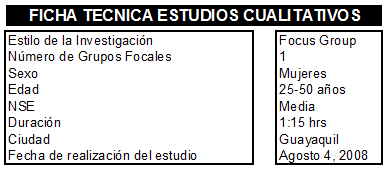 FICHA TECNICA ESTUDIOS CUALITATIVOS
Estilo de la Investigación Focus Group
Número de Grupos Focales 1
Sexo Mujeres
Edad 25-50 años
NSE Media
Duración 1:15 hrs
Ciudad Guayaquil
Fecha de realización del estudio Agosto 4, 2008